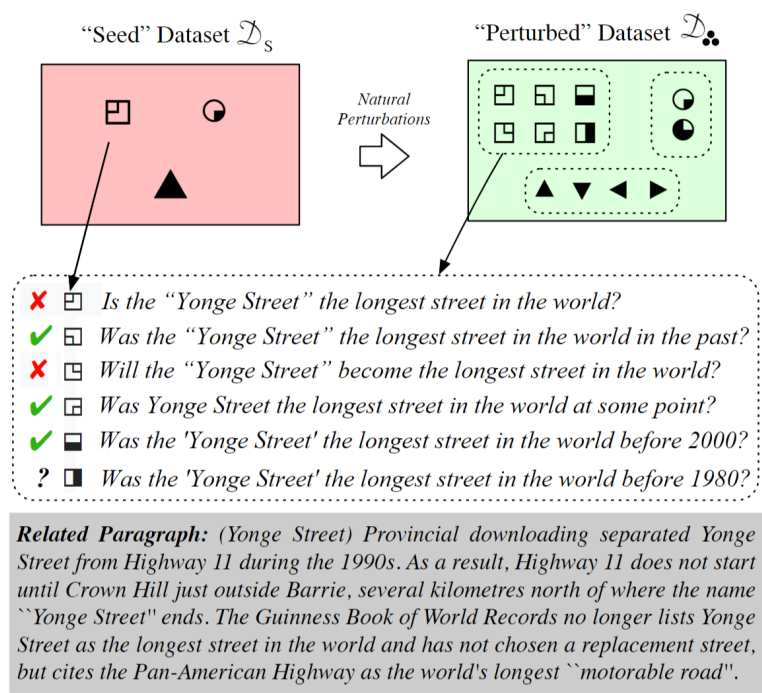 “Seed” Dataset 𝒟S
“Perturbed” Dataset 𝒟
Natural
Perturbations
✘ Is the “Yonge Street” the longest street in the world?
✔ Was the “Yonge Street” the longest street in the world in the past?
✘ Will the “Yonge Street” become the longest street in the world?
✔ Was Yonge Street the longest street in the world at some point?
✔ Was the 'Yonge Street' the longest street in the world before 2000?
? Was the 'Yonge Street' the longest street in the world before 1980?
Related Paragraph: (Yonge Street) Provincial downloading separated Yonge
Street from Highway 11 during the 1990s. As a result, Highway 11 does not start
until Crown Hill just outside Barrie, several kilometres north of where the name
``Yonge Street" ends. The Guinness Book of World Records no longer lists Yonge
Street as the longest street in the world and has not chosen a replacement street,
but cites the Pan-American Highway as the world's longest ``motorable road".